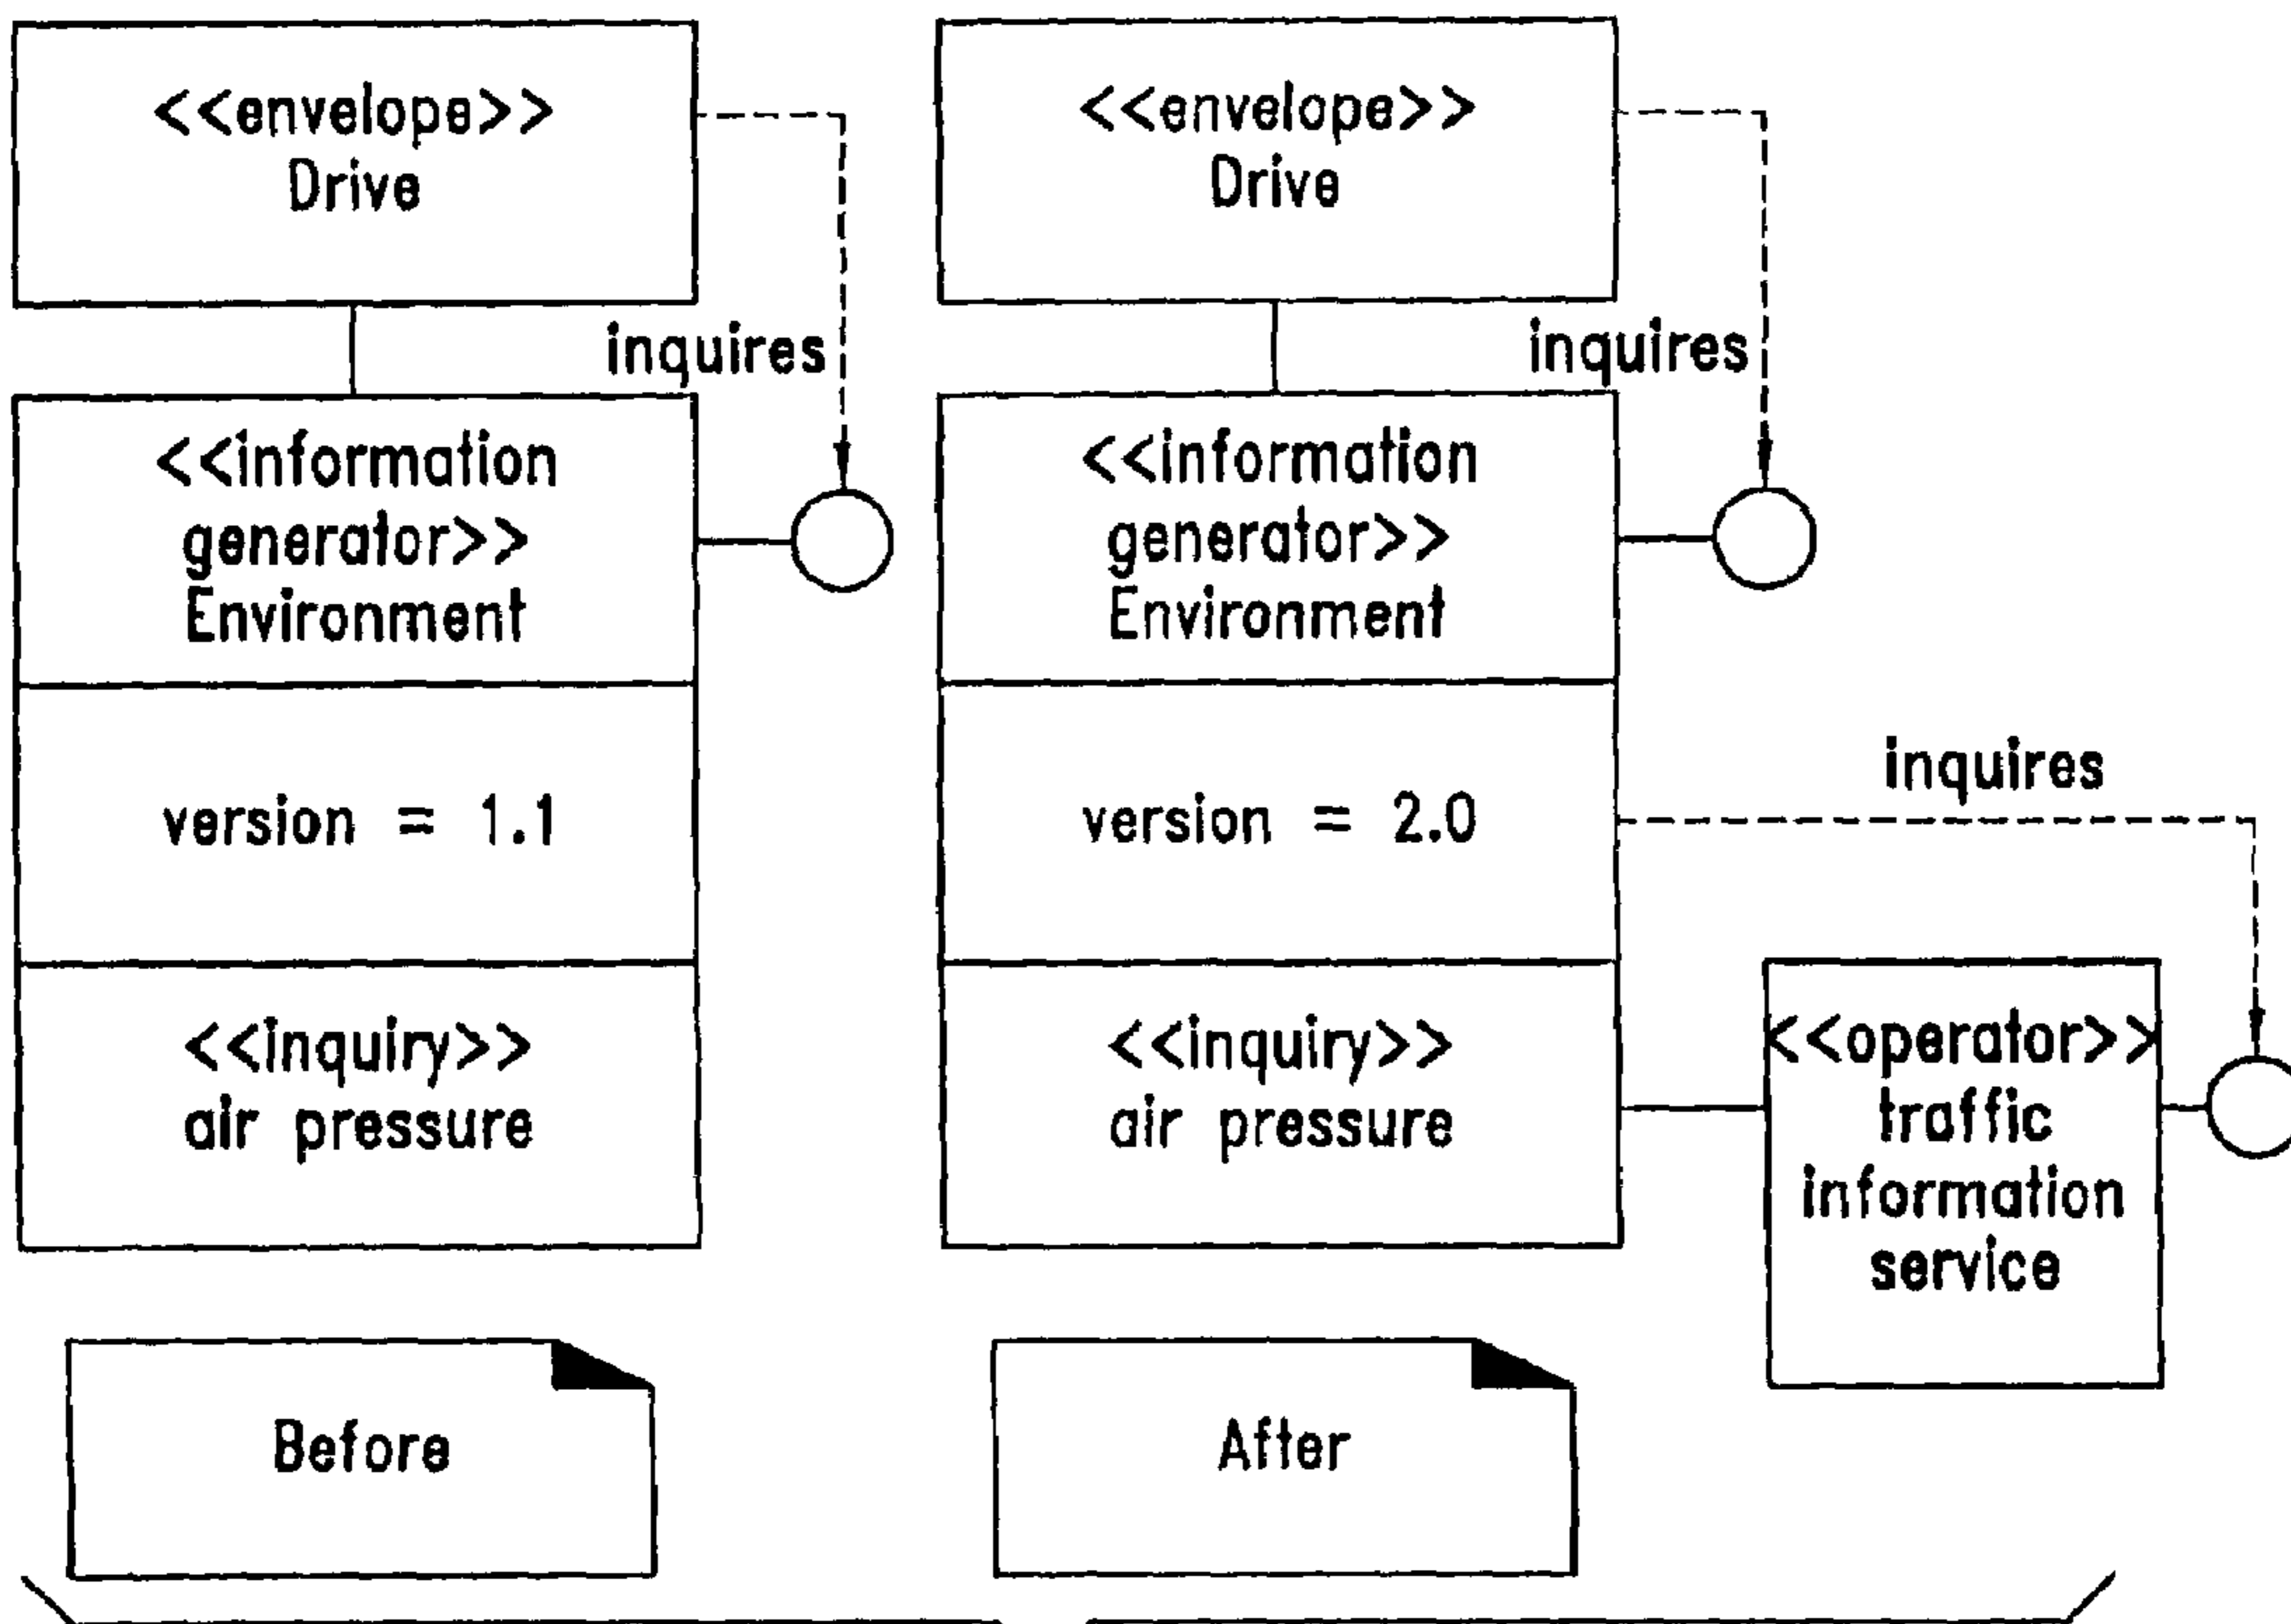 <<envelope>>
Drive
inquires
<<information
generator>>
Environment
version = 1.1
<<inquiry>>
air pressure
Before
<<envelope>>
Drive
inquires
<<information
generator>>
Environment
version = 2.0
inquires
<<inquiry>>
air pressure
<<operator>>
traffic
information
service
After